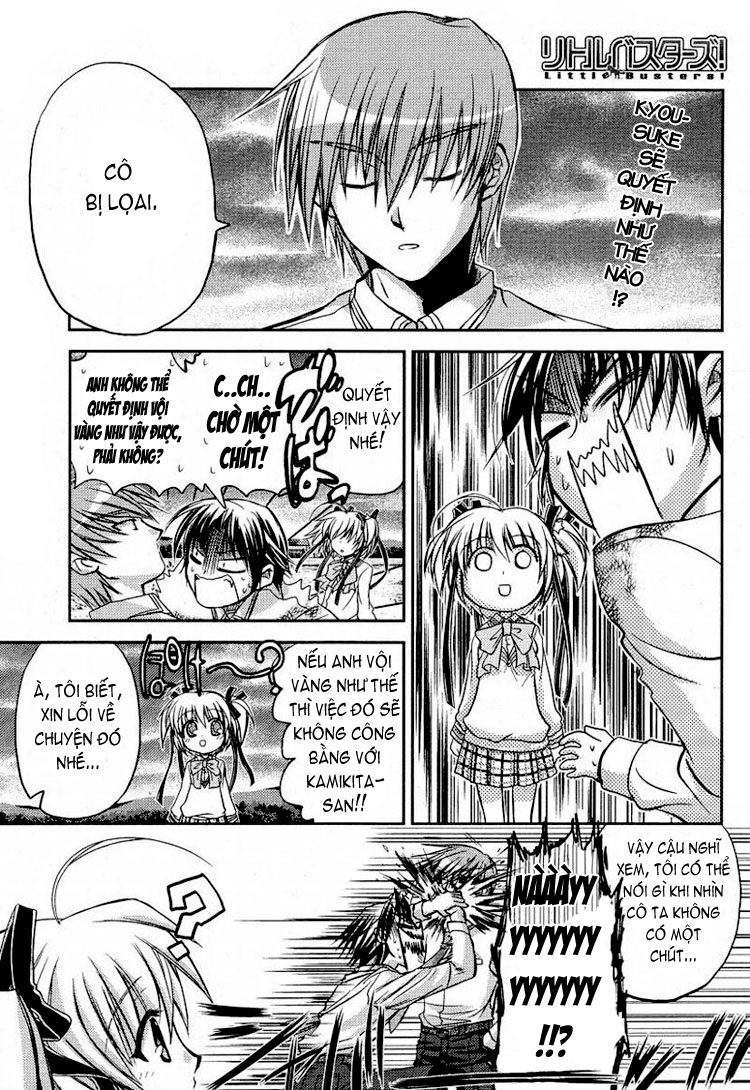 リトルバスターズ!
Little Busters!
KYOU-
SUKE
SẼ
QUYẾT
ĐỊNH
NHƯ
THẾ
NÀO
!?
CÔ
BỊ LOẠI.
QUYẾT
ĐỊNH VẬY
NHÉ!
C..CH..
CHỜ MỘT
CHÚT!
ANH KHÔNG THỂ
QUYẾT ĐỊNH VỘI
VÀNG NHƯ VẬY ĐƯỢC,
PHẢI KHÔNG?
NẾU ANH VỘI
VÀNG NHƯ THẾ
THÌ VIỆC ĐÓ SẼ
KHÔNG CÔNG
BẰNG VỚI
KAMIKITA-
SAN!!
À, TÔI BIẾT,
XIN LỖI VỀ
CHUYỆN ĐÓ
NHÉ...
VẬY CẬU NGHĨ
XEM, TÔI CÓ THỂ
NÓI GÌ KHI NHÌN
CÔ TA KHÔNG
CÓ MỘT
CHÚT...
NÀÀÀYY
YYYYYYY
YYYYYYY
!!?
?